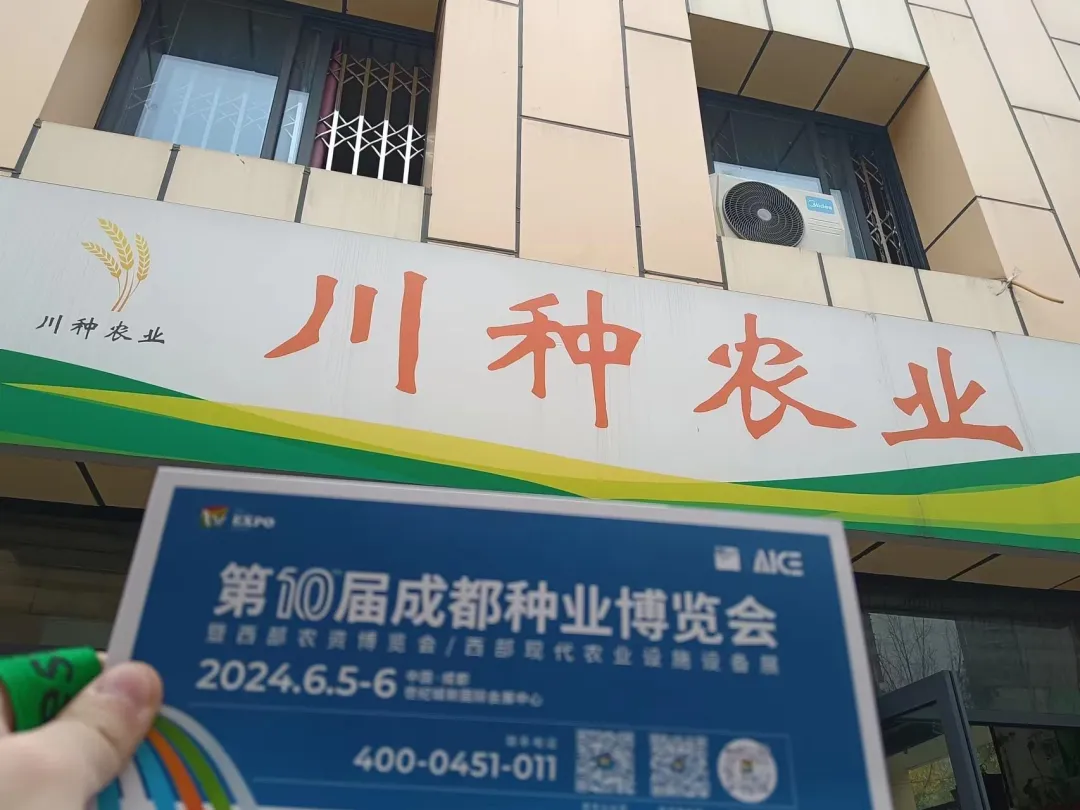 Midea
川种农业
川种农业
EXPO
AICE
第10届成都种业博览会
暨西部农资博览会/西部现代农业设施设备展
2024.6.5-6
中国·成都
世纪城新国际会展中心
400-0451-011